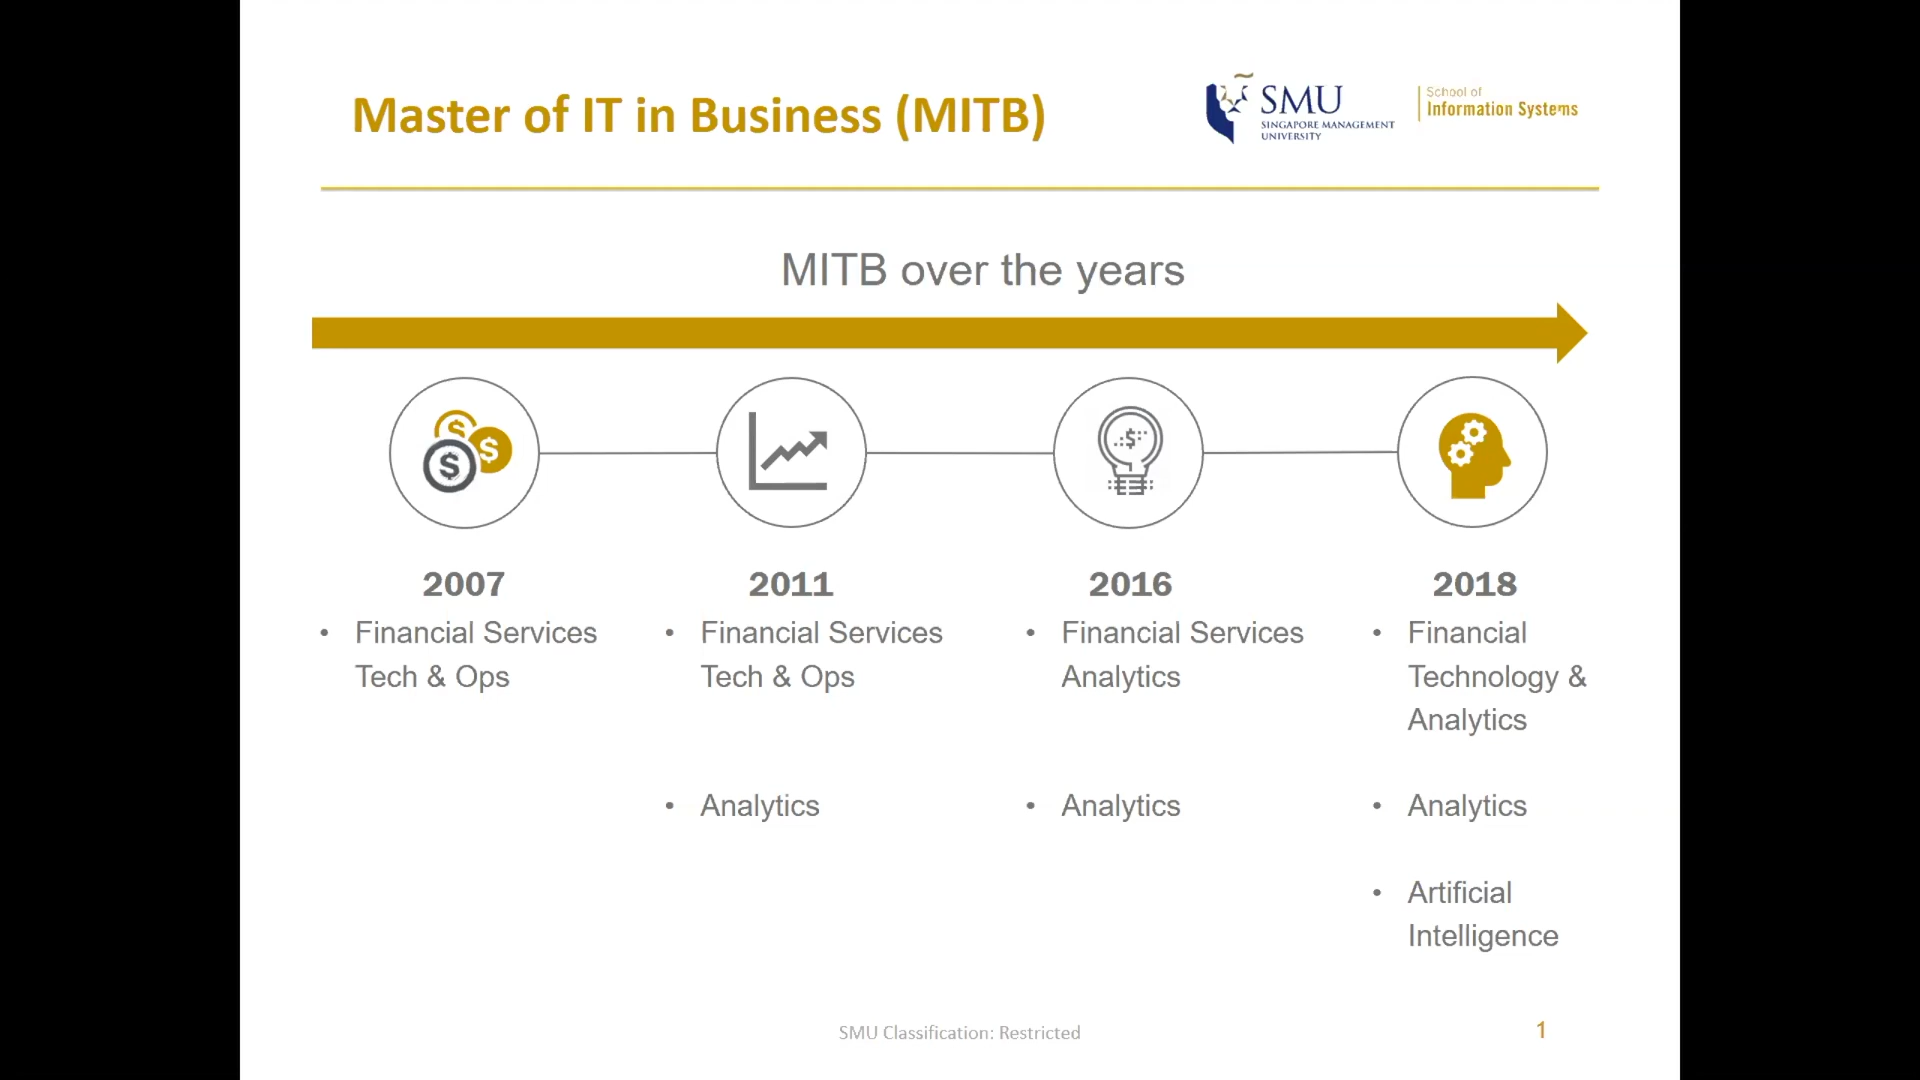 Master of IT in Business (MITB)
SMU
SINGAPORE MANAGEMENT
UNIVERSITY
School of
Information Systems
MITB over the years
2007
• Financial Services
Tech & Ops
2011
• Financial Services
Tech & Ops
• Analytics
2016
• Financial Services
Analytics
• Analytics
2018
• Financial
Technology &
Analytics
• Analytics
• Artificial
Intelligence
SMU Classification: Restricted
1